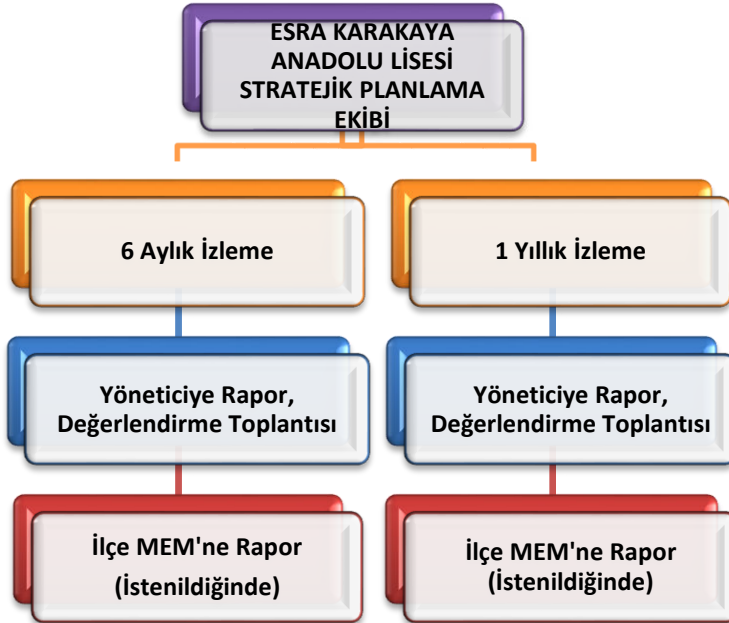 ESRA KARAKAYA
ANADOLU LİSESİ
STRATEJİK PLANLAMA
EKİBİ
6 Aylık İzleme
1 Yıllık İzleme
Yöneticiye Rapor,
Değerlendirme Toplantısı
Yöneticiye Rapor,
Değerlendirme Toplantısı
İlçe MEM'ne Rapor
(İstenildiğinde)
İlçe MEM'ne Rapor
(İstenildiğinde)